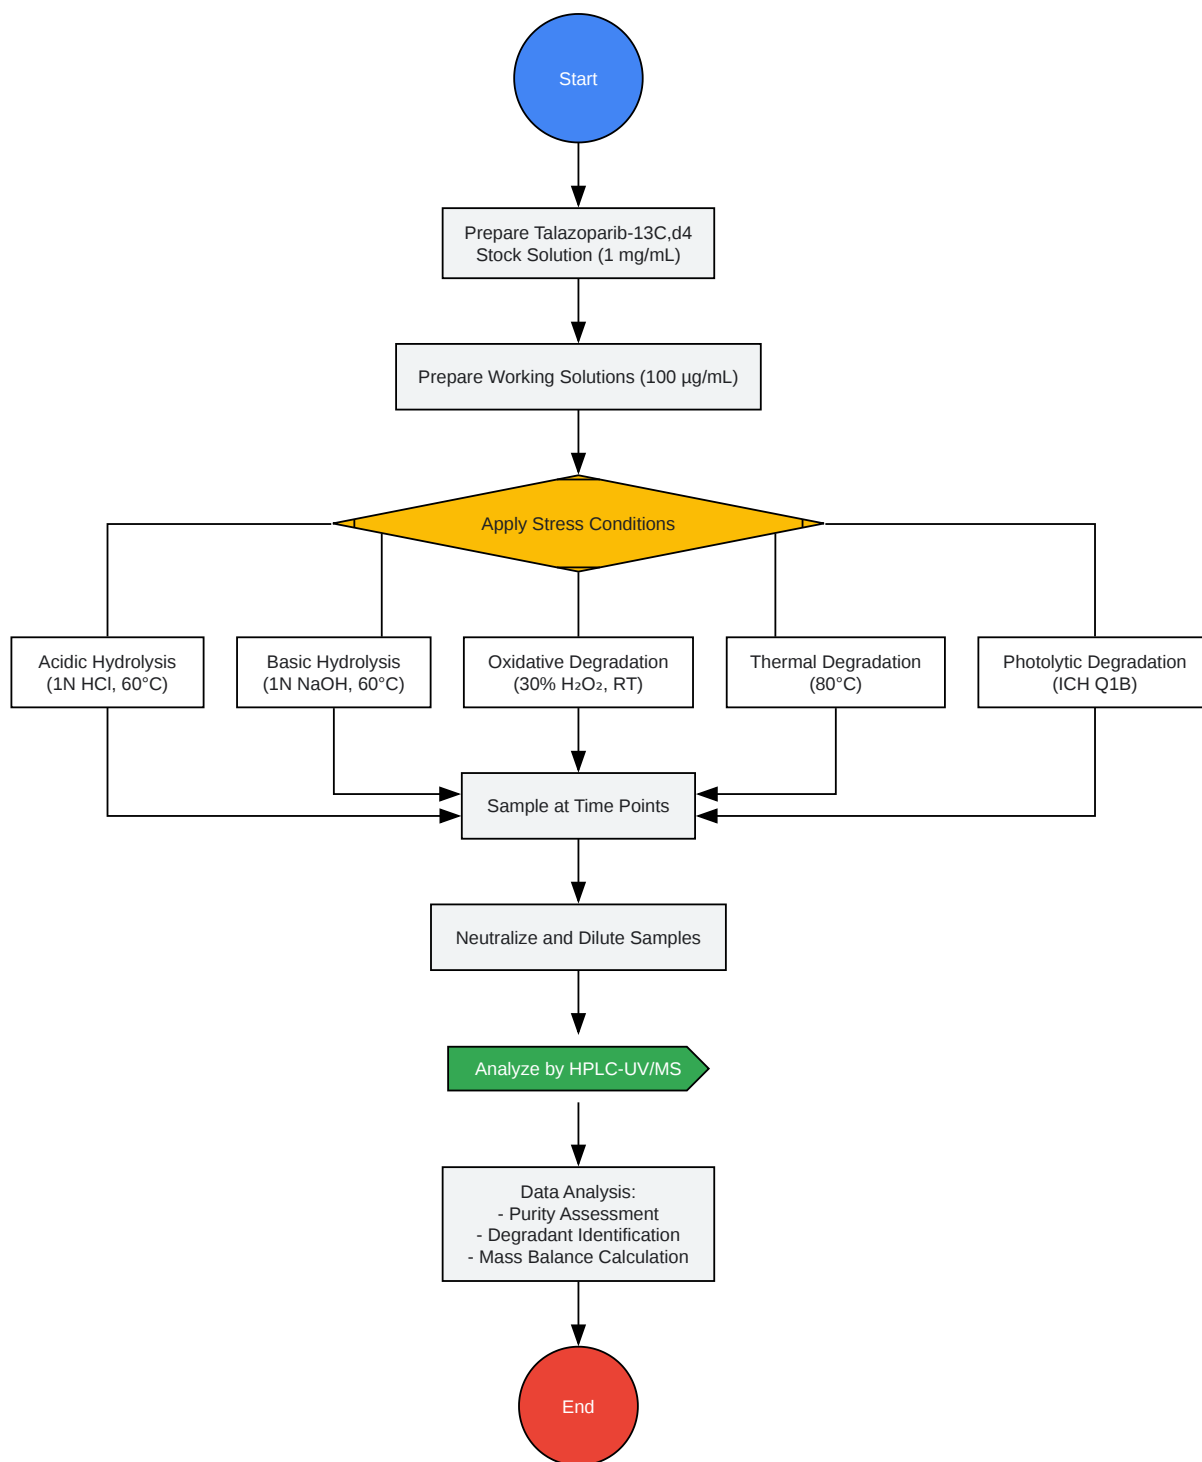 Start
Prepare Talazoparib-13C,d4
Stock Solution (1 mg/mL)
Prepare Working Solutions (100 µg/mL)
Apply Stress Conditions
Acidic Hydrolysis
(1N HCl, 60°C)
Basic Hydrolysis
(1N NaOH, 60°C)
Oxidative Degradation
(30% H₂O₂, RT)
Thermal Degradation
(80°C)
Photolytic Degradation
(ICH Q1B)
Sample at Time Points
Neutralize and Dilute Samples
Analyze by HPLC-UV/MS
Data Analysis:
- Purity Assessment
- Degradant Identification
- Mass Balance Calculation
End